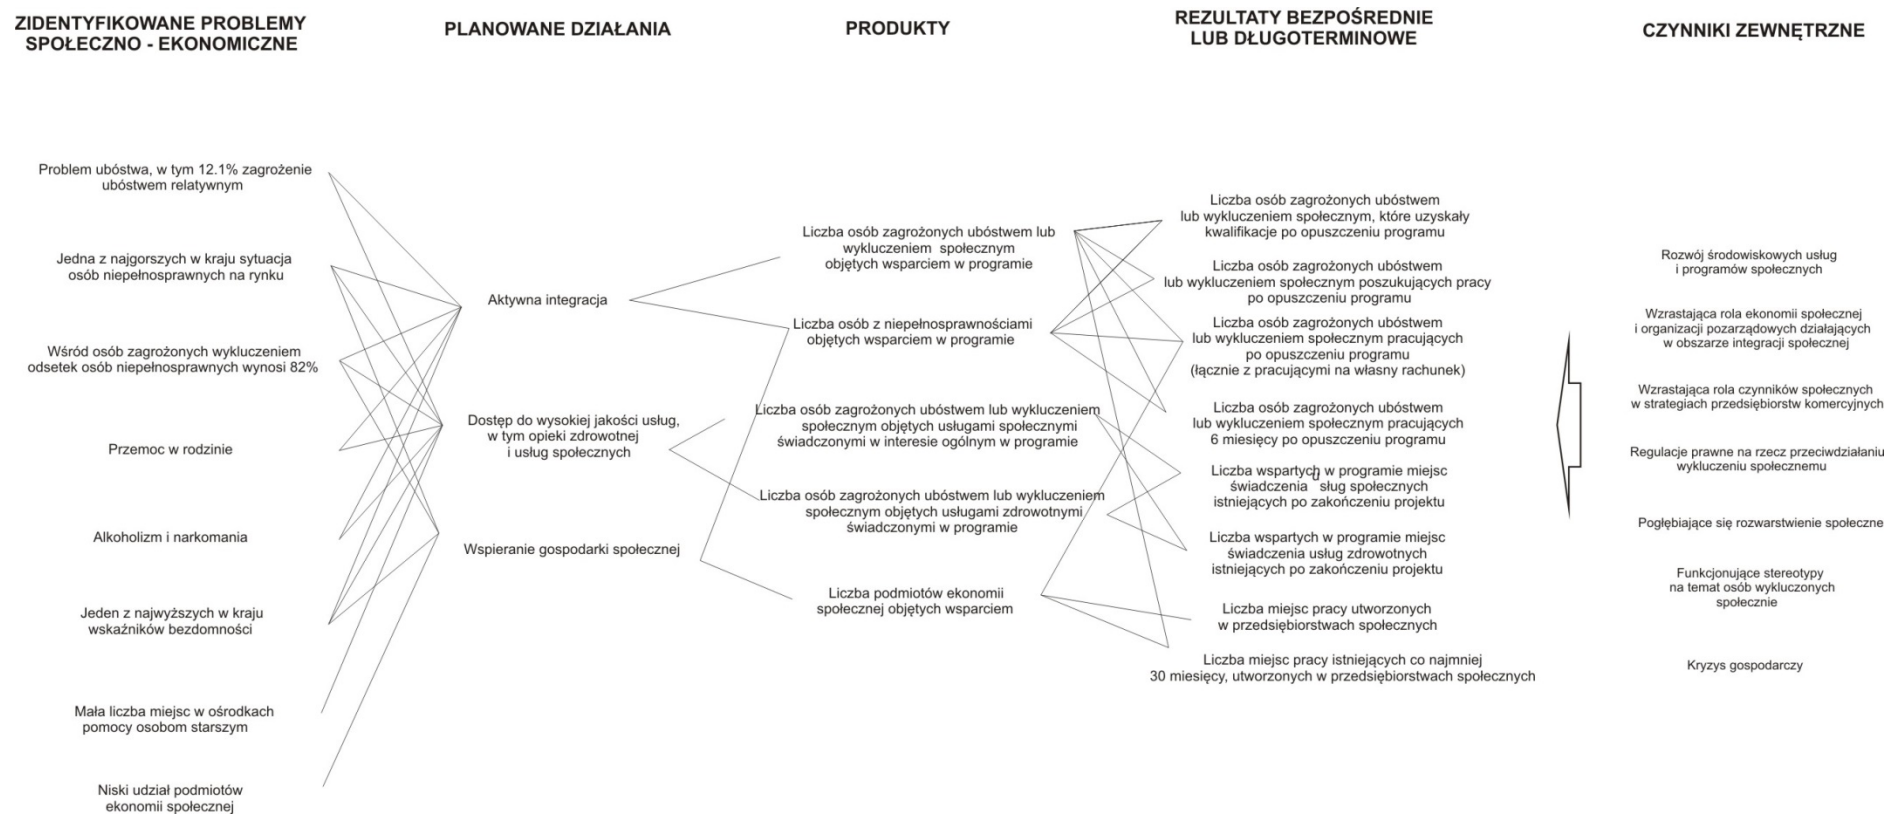 ZIDENTYFIKOWANE PROBLEMY
SPOŁECZNO - EKONOMICZNE
PLANOWANE DZIAŁANIA
PRODUKTY
REZULTATY BEZPOŚREDNIE
LUB DŁUGOTERMINOWE
CZYNNIKI ZEWNĘTRZNE
Problem ubóstwa, w tym 12.1% zagrożenie
ubóstwem relatywnym
Jedna z najgorszych w kraju sytuacja
osób niepełnosprawnych na rynku
Wśród osób zagrożonych wykluczeniem
odsetek osób niepełnosprawnych wynosi 82%
Przemoc w rodzinie
Alkoholizm i narkomania
Jeden z najwyższych w kraju
wskaźników bezdomności
Mała liczba miejsc w ośrodkach
pomocy osobom starszym
Niski udział podmiotów
ekonomii społecznej
Aktywna integracja
Dostęp do wysokiej jakości usług,
w tym opieki zdrowotnej
i usług społecznych
Wspieranie gospodarki społecznej
Liczba osób zagrożonych ubóstwem lub
wykluczeniem społecznym
objętych wsparciem w programie
Liczba osób z niepełnosprawnościami
objętych wsparciem w programie
Liczba osób zagrożonych ubóstwem lub wykluczeniem
społecznym objętych usługami społecznymi
świadczonymi w interesie ogólnym w programie
Liczba osób zagrożonych ubóstwem lub wykluczeniem
społecznym objętych usługami zdrowotnymi
świadczonymi w programie
Liczba podmiotów ekonomii
społecznej objętych wsparciem
Liczba osób zagrożonych ubóstwem
lub wykluczeniem społecznym, które uzyskały
kwalifikacje po opuszczeniu programu
Liczba osób zagrożonych ubóstwem
lub wykluczeniem społecznym poszukujących pracy
po opuszczeniu programu
Liczba osób zagrożonych ubóstwem
lub wykluczeniem społecznym pracujących
po opuszczeniu programu
(łącznie z pracującymi na własny rachunek)
Liczba osób zagrożonych ubóstwem
lub wykluczeniem społecznym pracujących
6 miesięcy po opuszczeniu programu
Liczba wspartych w programie miejsc
świadczenia usług społecznych
istniejących po zakończeniu projektu
Liczba wspartych w programie miejsc
świadczenia usług zdrowotnych
istniejących po zakończeniu projektu
Liczba miejsc pracy utworzonych
w przedsiębiorstwach społecznych
Liczba miejsc pracy istniejących co najmniej
30 miesięcy, utworzonych w przedsiębiorstwach społecznych
Rozwój środowiskowych usług
i programów społecznych
Wzrastająca rola ekonomii społecznej
i organizacji pozarządowych działających
w obszarze integracji społecznej
Wzrastająca rola czynników społecznych
w strategiach przedsiębiorstw komercyjnych
Regulacje prawne na rzecz przeciwdziałaniu
wykluczeniu społecznemu
Pogłębiające się rozwarstwienie społeczne
Funkcjonujące stereotypy
na temat osób wykluczonych
społecznie
Kryzys gospodarczy